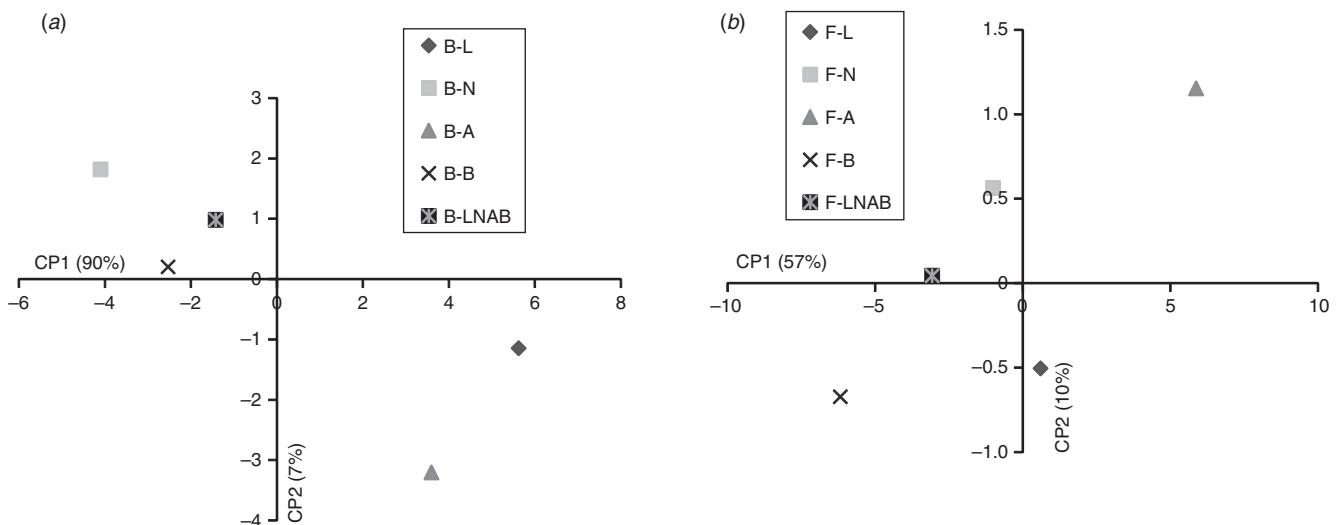 (a)
B-L
B-N
B-A
B-B
B-LNAB
3
2
1
0
–1
–2
–3
–4
CP1 (90%)
–6 –4 –2 0 2 4 6 8
CP2 (7%)
(b)
F-L
F-N
F-A
F-B
F-LNAB
1.5
1.0
0.5
0
–0.5
–1.0
CP1 (57%)
–10 –5 0 5 10
CP2 (10%)